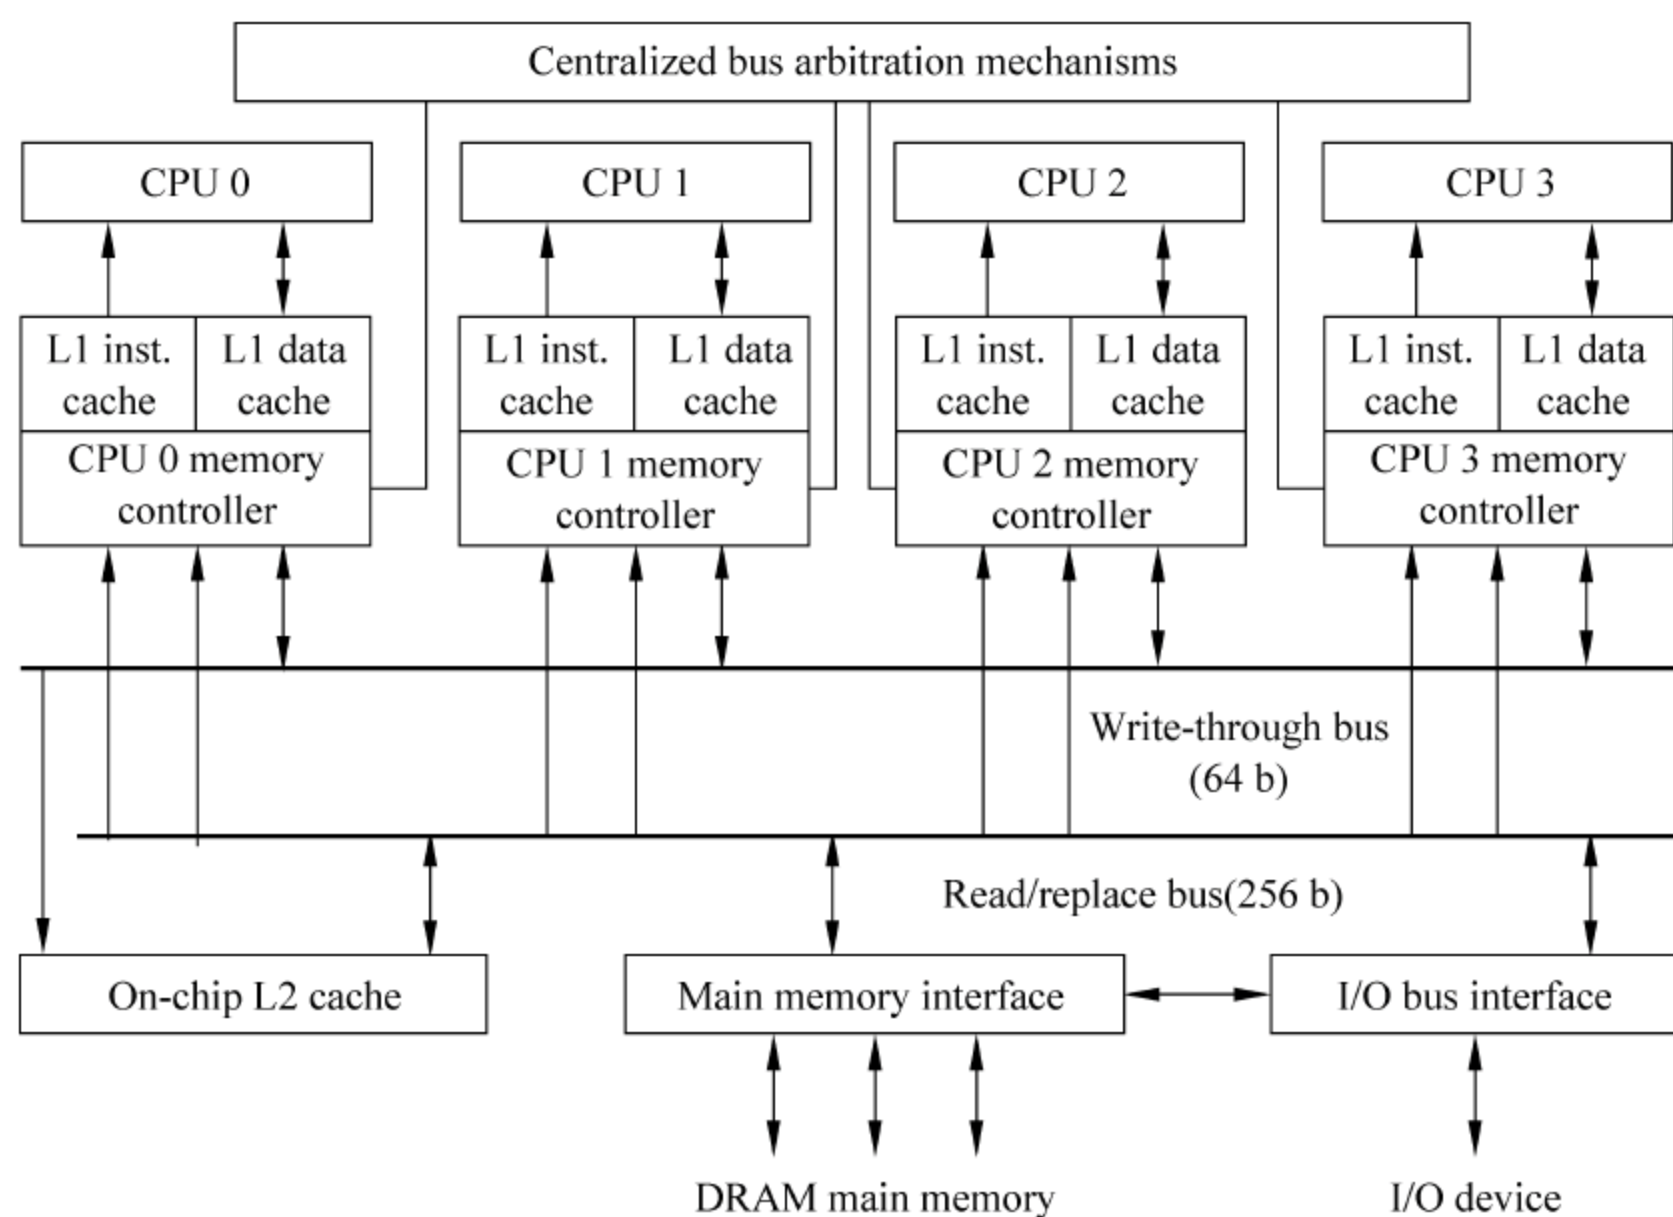 Centralized bus arbitration mechanisms
CPU 0
CPU 1
CPU 2
CPU 3
L1 inst.
cache
L1 data
cache
L1 inst.
cache
L1 data
cache
L1 inst.
cache
L1 data
cache
L1 inst.
cache
L1 data
cache
CPU 0 memory
controller
CPU 1 memory
controller
CPU 2 memory
controller
CPU 3 memory
controller
Write-through bus
(64 b)
Read/replace bus(256 b)
On-chip L2 cache
Main memory interface
I/O bus interface
DRAM main memory
I/O device